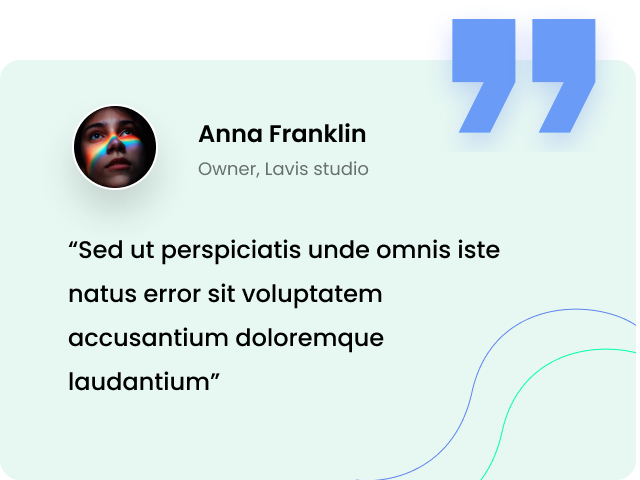 Anna Franklin
Owner, Lavis studio
“Sed ut perspiciatis unde omnis iste
natus error sit voluptatem
accusantium doloremque
laudantium”